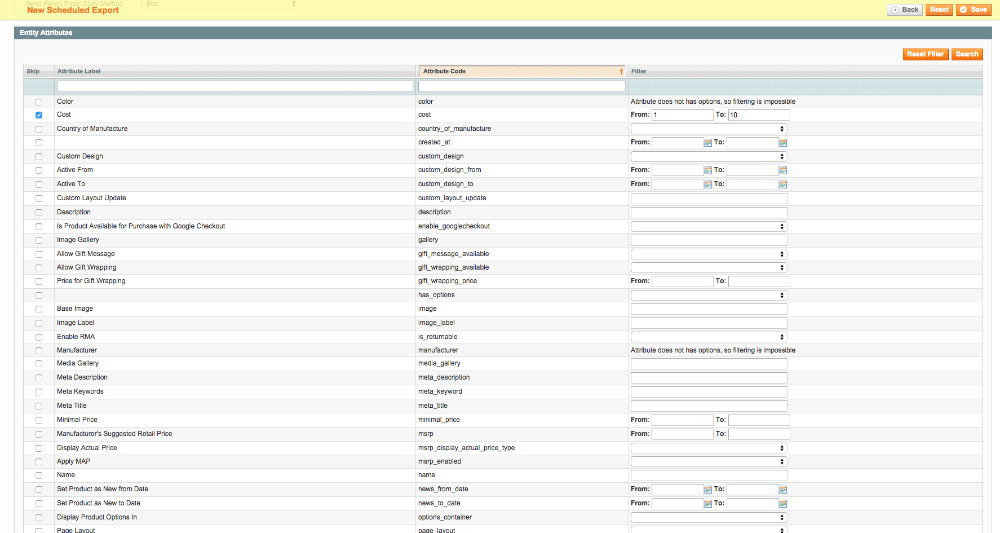 Send Failed Email Copy Method Bcc
New Scheduled Export Back Reset Save
Entity Attributes
Reset Filter Search
Skip Attribute Label Attribute Code ↑ Filter
Color color Attribute does not has options, so filtering is impossible
Cost cost From: 1 To: 10
Country of Manufacture country_of_manufacture
created_at From: To:
Custom Design custom_design
Active From custom_design_from From: To:
Active To custom_design_to From: To:
Custom Layout Update custom_layout_update
Description description
Is Product Available for Purchase with Google Checkout enable_googlecheckout
Image Gallery gallery
Allow Gift Message gift_message_available
Allow Gift Wrapping gift_wrapping_available
Price for Gift Wrapping gift_wrapping_price From: To:
has_options
Base Image image
Image Label image_label
Enable RMA is_returnable
Manufacturer manufacturer Attribute does not has options, so filtering is impossible
Media Gallery media_gallery
Meta Description meta_description
Meta Keywords meta_keyword
Meta Title meta_title
Minimal Price minimal_price From: To:
Manufacturer's Suggested Retail Price msrp From: To:
Display Actual Price msrp_display_actual_price_type
Apply MAP msrp_enabled
Name name
Set Product as New from Date news_from_date From: To:
Set Product as New to Date news_to_date From: To:
Display Product Options In options_container
Page Layout page_layout